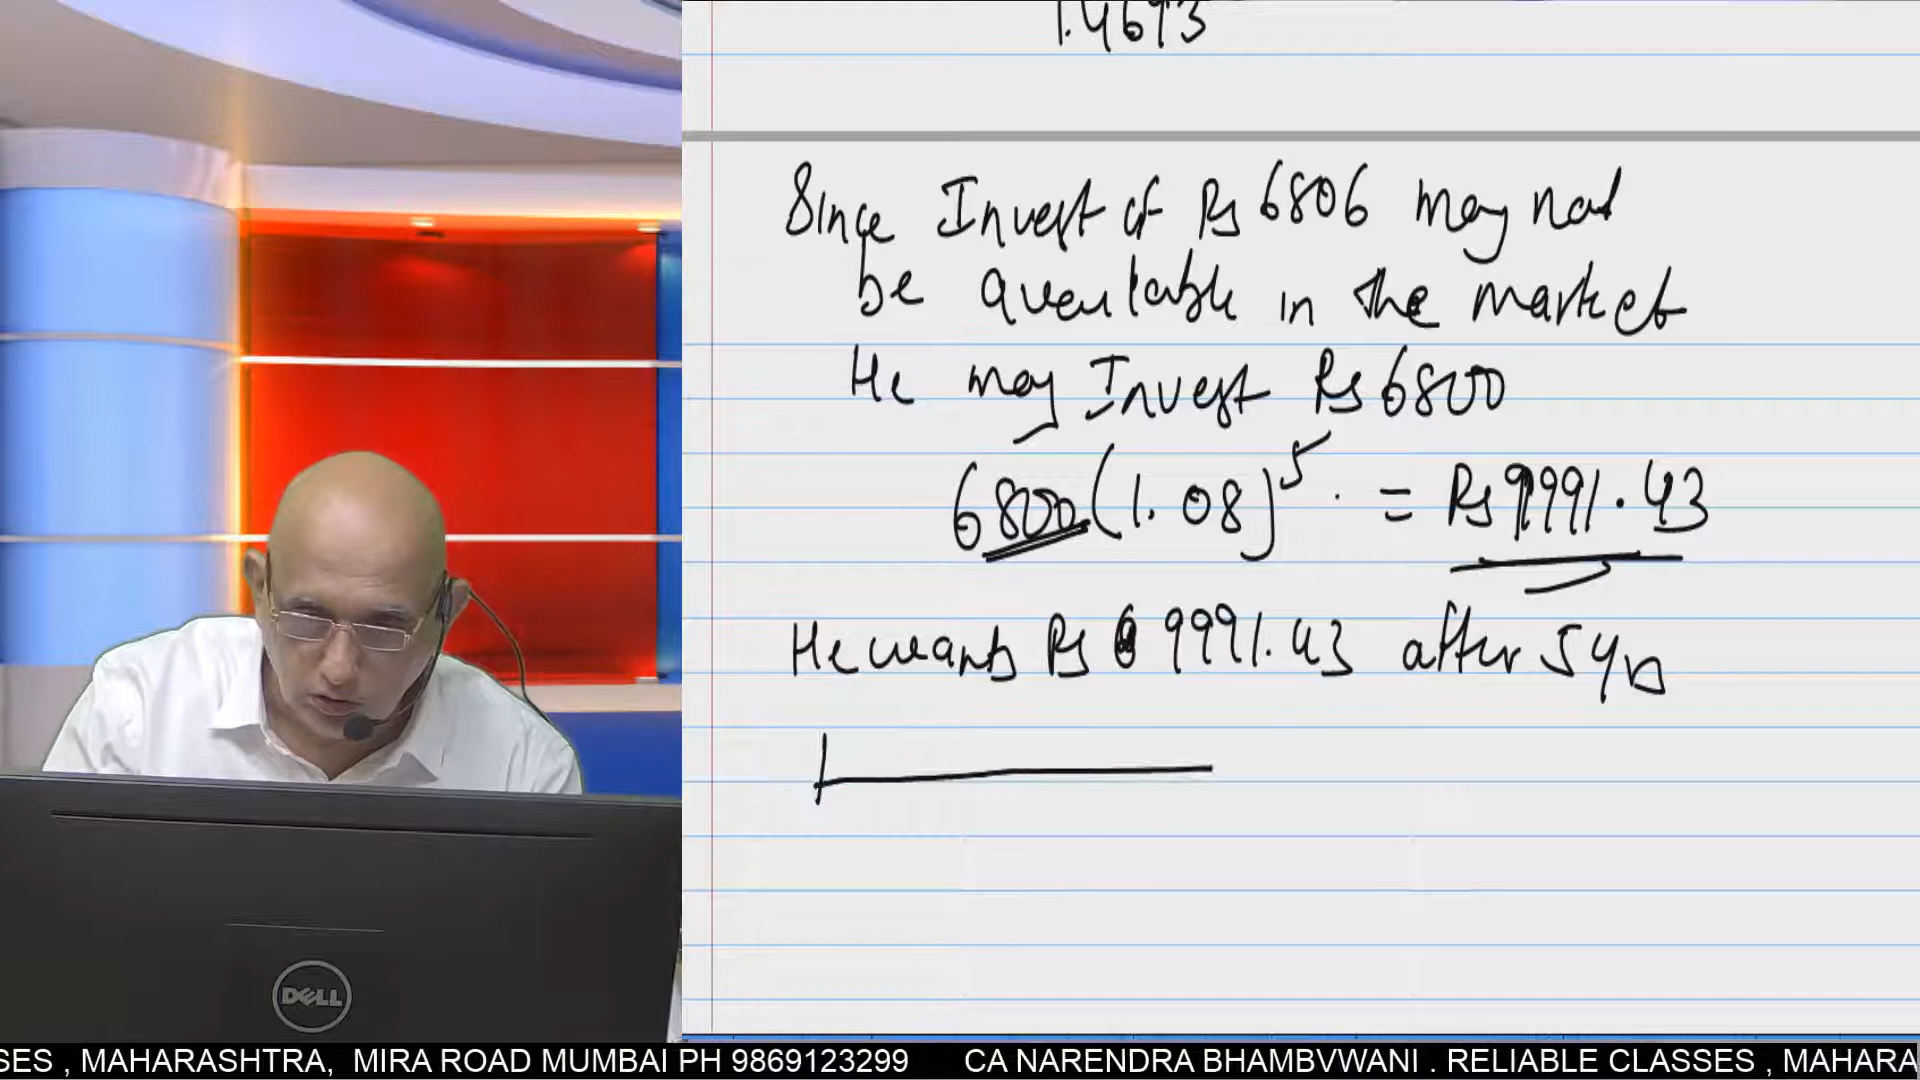 1.4693
Since Invest of Rs 6806 may not
be available in the market
He may Invest Rs 6800
6800(1.08)^5 = Rs 9991.43
He wants Rs 9991.43 after 5 yrs
DELL
SES , MAHARASHTRA, MIRA ROAD MUMBAI PH 9869123299 CA NARENDRA BHAMBVWANI . RELIABLE CLASSES , MAHARA